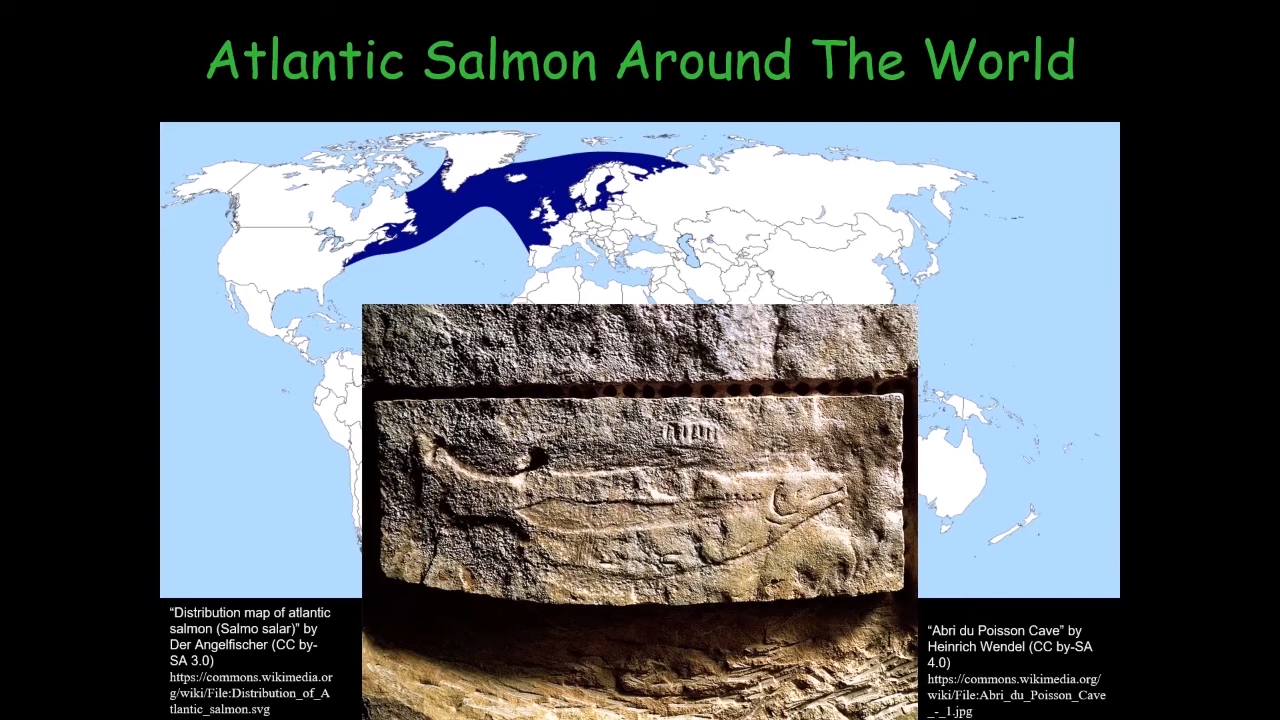 Atlantic Salmon Around The World
“Distribution map of atlantic
salmon (Salmo salar)” by
Der Angelfischer (CC by-
SA 3.0)
https://commons.wikimedia.or
g/wiki/File:Distribution_of_A
tlantic_salmon.svg
“Abri du Poisson Cave” by
Heinrich Wendel (CC by-SA
4.0)
https://commons.wikimedia.org/
wiki/File:Abri_du_Poisson_Cave
_-_1.jpg